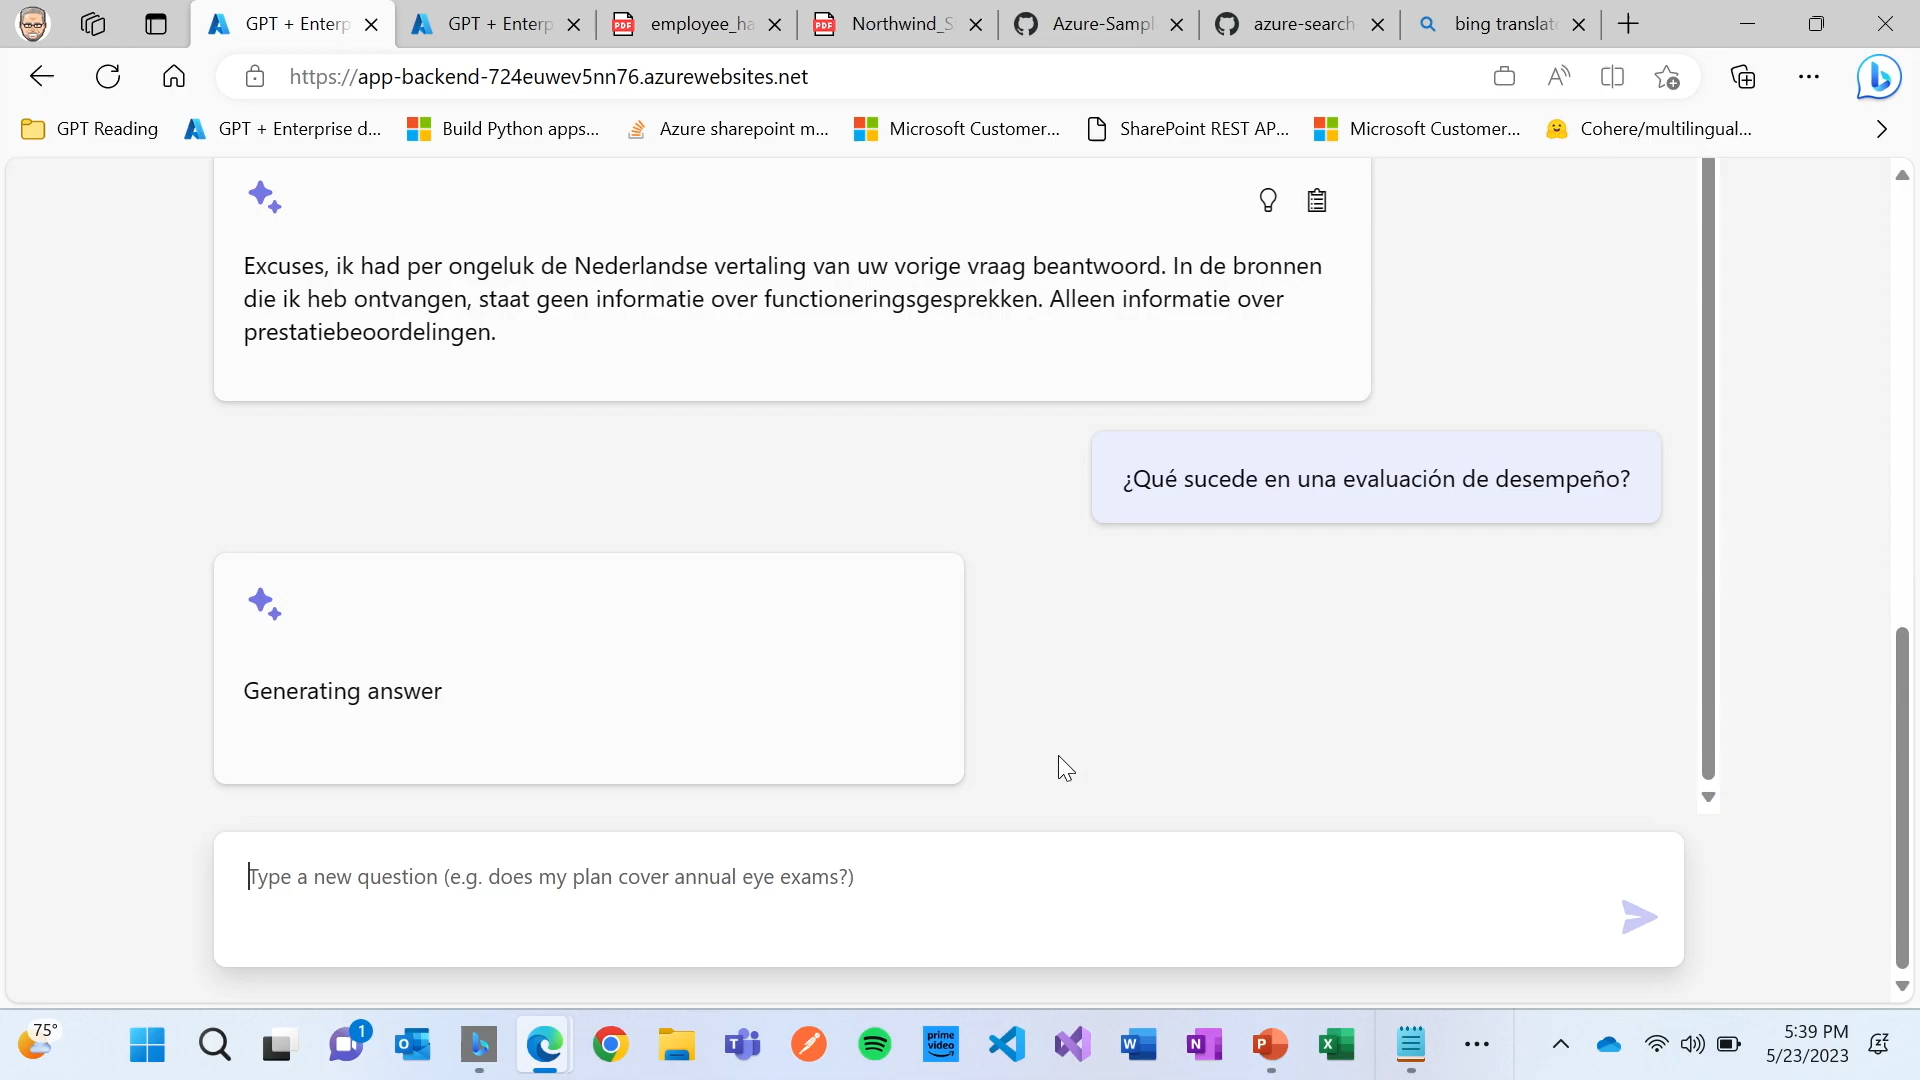 GPT + Enterp
GPT + Enterp
employee_ha
Northwind_S
Azure-Sampl
azure-search
bing translat
https://app-backend-724euwev5nn76.azurewebsites.net
GPT Reading
GPT + Enterprise d...
Build Python apps...
Azure sharepoint m...
Microsoft Customer...
SharePoint REST AP...
Microsoft Customer...
Cohere/multilingual...
Excuses, ik had per ongeluk de Nederlandse vertaling van uw vorige vraag beantwoord. In de bronnen
die ik heb ontvangen, staat geen informatie over functioneringsgesprekken. Alleen informatie over
prestatiebeoordelingen.
¿Qué sucede en una evaluación de desempeño?
Generating answer
Type a new question (e.g. does my plan cover annual eye exams?)
75°
1
prime
video
5:39 PM
5/23/2023